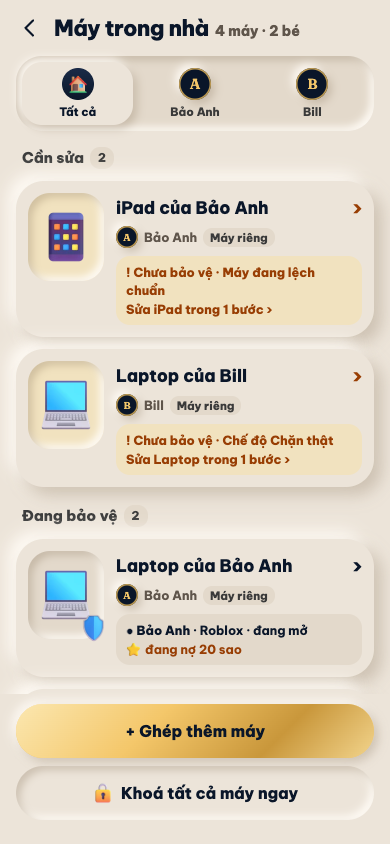 Máy trong nhà 4 máy · 2 bé
A
B
Tất cả
Bảo Anh
Bill
Cần sửa 2
iPad của Bảo Anh ›
A Bảo Anh Máy riêng
! Chưa bảo vệ · Máy đang lệch
chuẩn
Sửa iPad trong 1 bước ›
Laptop của Bill ›
B Bill Máy riêng
! Chưa bảo vệ · Chế độ Chặn thật
Sửa Laptop trong 1 bước ›
Đang bảo vệ 2
Laptop của Bảo Anh ›
A Bảo Anh Máy riêng
● Bảo Anh · Roblox · đang mở
⭐ đang nợ 20 sao
+ Ghép thêm máy
🔒 Khoá tất cả máy ngay